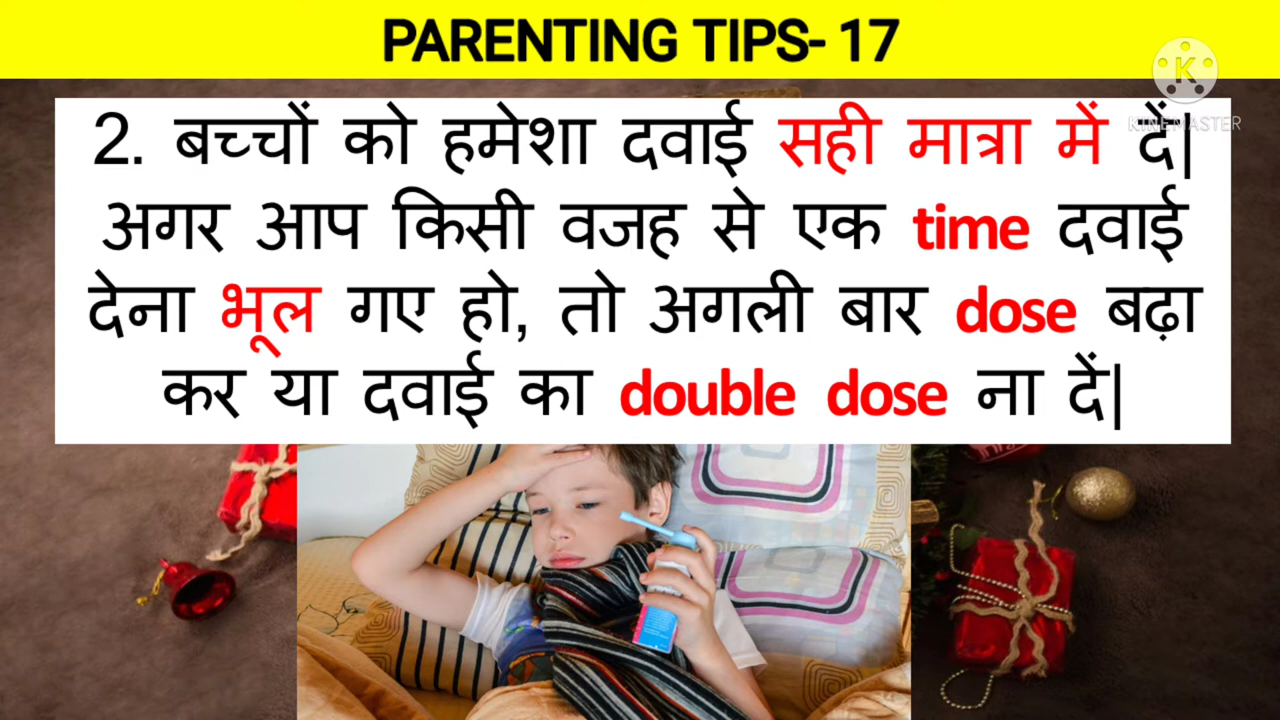 PARENTING TIPS- 17
K
KINEMASTER
2. बच्चों को हमेशा दवाई सही मात्रा में दें|
अगर आप किसी वजह से एक time दवाई
देना भूल गए हो, तो अगली बार dose बढ़ा
कर या दवाई का double dose ना दें|